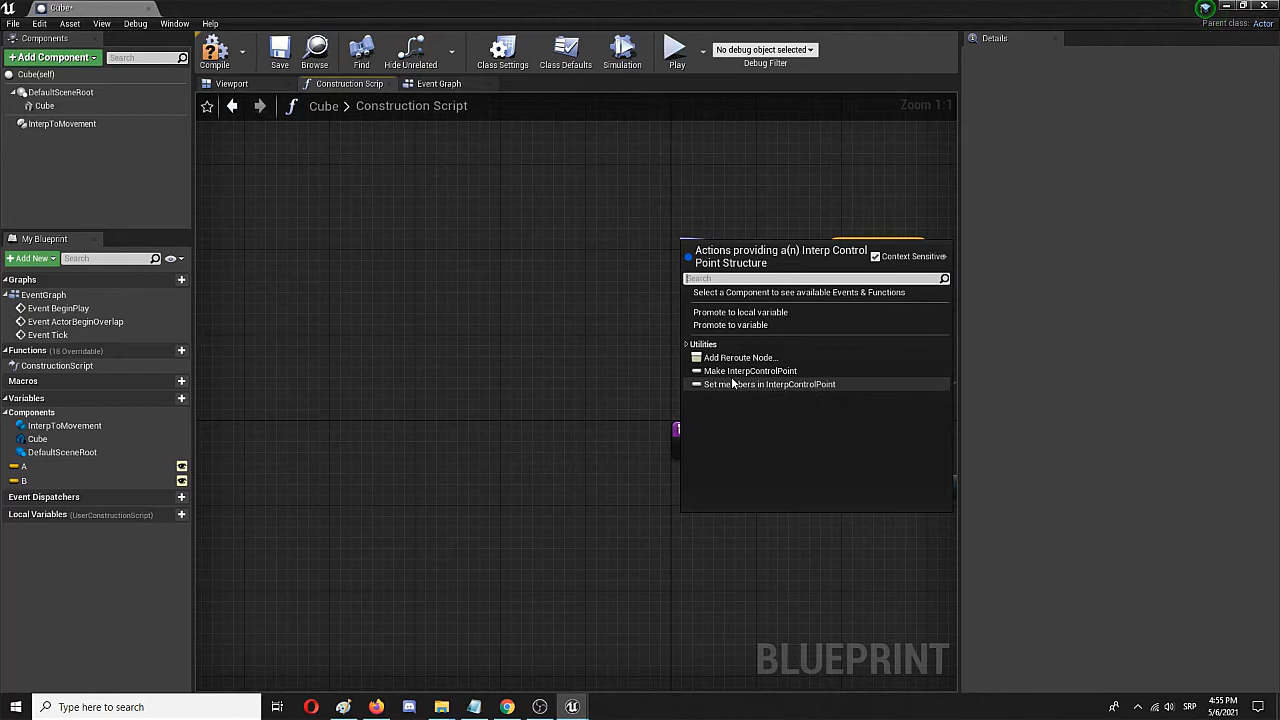 Cube•
File Edit Asset View Debug Window Help
Parent class: Actor
Components
+Add Component Search
Cube(self)
DefaultSceneRoot
Cube
InterpToMovement
Compile Save Browse Find Hide Unrelated Class Settings Class Defaults Simulation Play
No debug object selected
Debug Filter
Details
Viewport Construction Scrip Event Graph
Cube > Construction Script
Zoom 1:1
My Blueprint
+Add New Search
Graphs
EventGraph
Event BeginPlay
Event ActorBeginOverlap
Event Tick
Functions (18 Overridable)
ConstructionScript
Macros
Variables
Components
InterpToMovement
Cube
DefaultSceneRoot
A
B
Event Dispatchers
Local Variables (UserConstructionScript)
Actions providing a(n) Interp Control
Point Structure
Context Sensitive
Search
Select a Component to see available Events & Functions
Promote to local variable
Promote to variable
Utilities
Add Reroute Node...
Make InterpControlPoint
Set members in InterpControlPoint
BLUEPRINT
Type here to search
SRP
4:55 PM
5/6/2021